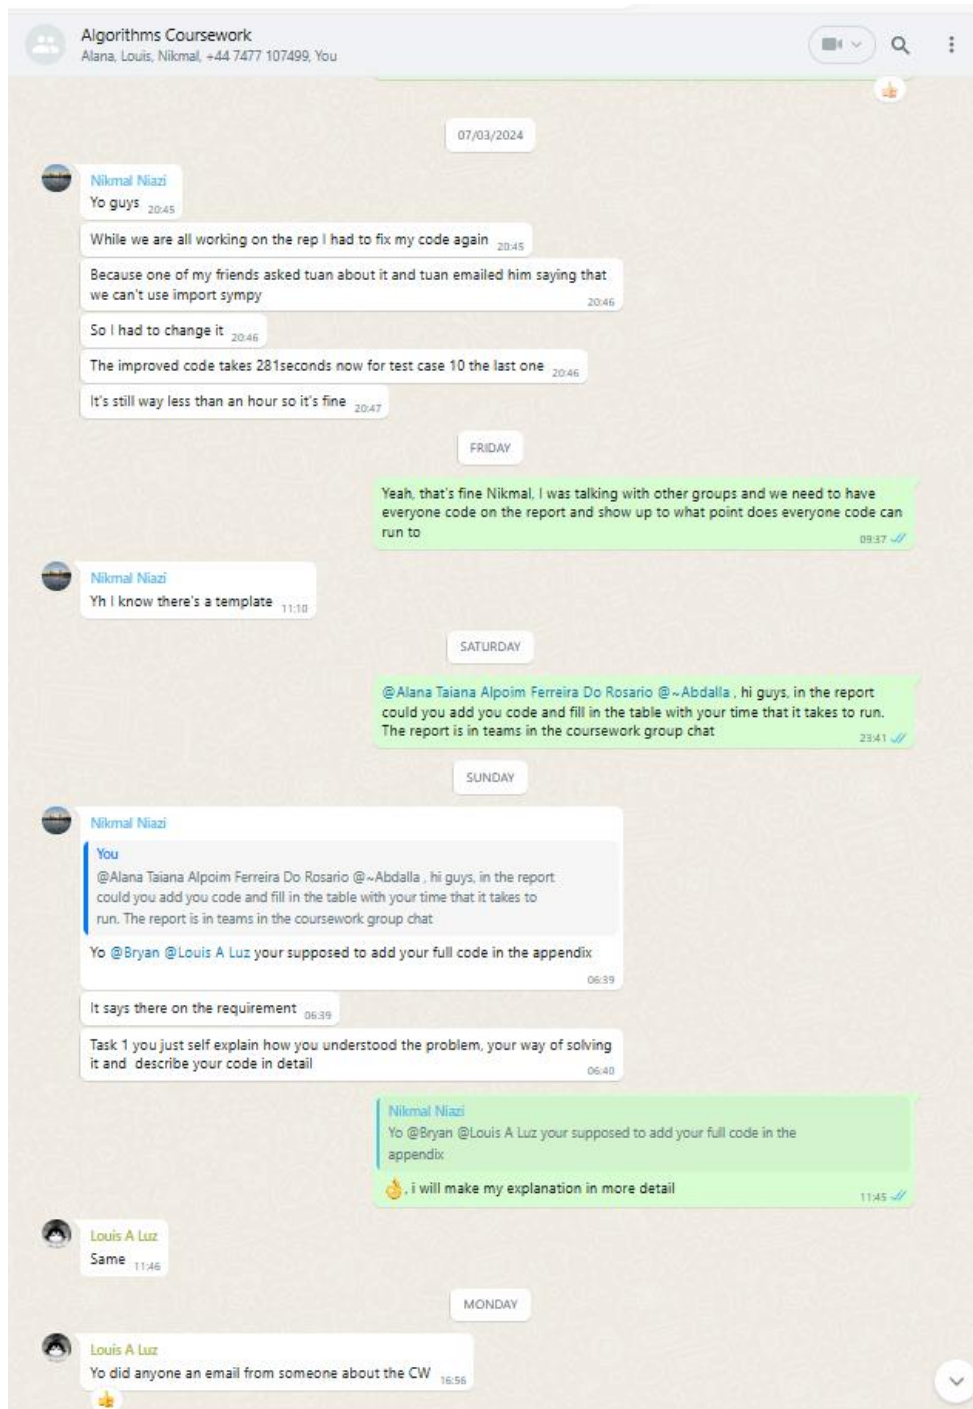 Algorithms Coursework
Alana, Louis, Nikmal, +44 7477 107499, You
07/03/2024
Nikmal Niazi
Yo guys 20:45
While we are all working on the rep I had to fix my code again 20:45
Because one of my friends asked tuan about it and tuan emailed him saying that
we can't use import sympy 20:46
So I had to change it 20:46
The improved code takes 281seconds now for test case 10 the last one 20:46
It's still way less than an hour so it's fine 20:47
FRIDAY
Yeah, that's fine Nikmal, I was talking with other groups and we need to have
everyone code on the report and show up to what point does everyone code can
run to 09:37
Nikmal Niazi
Yh I know there's a template 11:10
SATURDAY
@Alana Taiana Alpoim Ferreira Do Rosario @~Abdalla , hi guys, in the report
could you add you code and fill in the table with your time that it takes to run.
The report is in teams in the coursework group chat 23:41
SUNDAY
Nikmal Niazi
You
@Alana Taiana Alpoim Ferreira Do Rosario @~Abdalla , hi guys, in the report
could you add you code and fill in the table with your time that it takes to
run. The report is in teams in the coursework group chat
Yo @Bryan @Louis A Luz your supposed to add your full code in the appendix
06:39
It says there on the requirement 06:39
Task 1 you just self explain how you understood the problem, your way of solving
it and describe your code in detail 06:40
Nikmal Niazi
Yo @Bryan @Louis A Luz your supposed to add your full code in the
appendix
👌, i will make my explanation in more detail 11:45
Louis A Luz
Same 11:46
MONDAY
Louis A Luz
Yo did anyone an email from someone about the CW 16:56